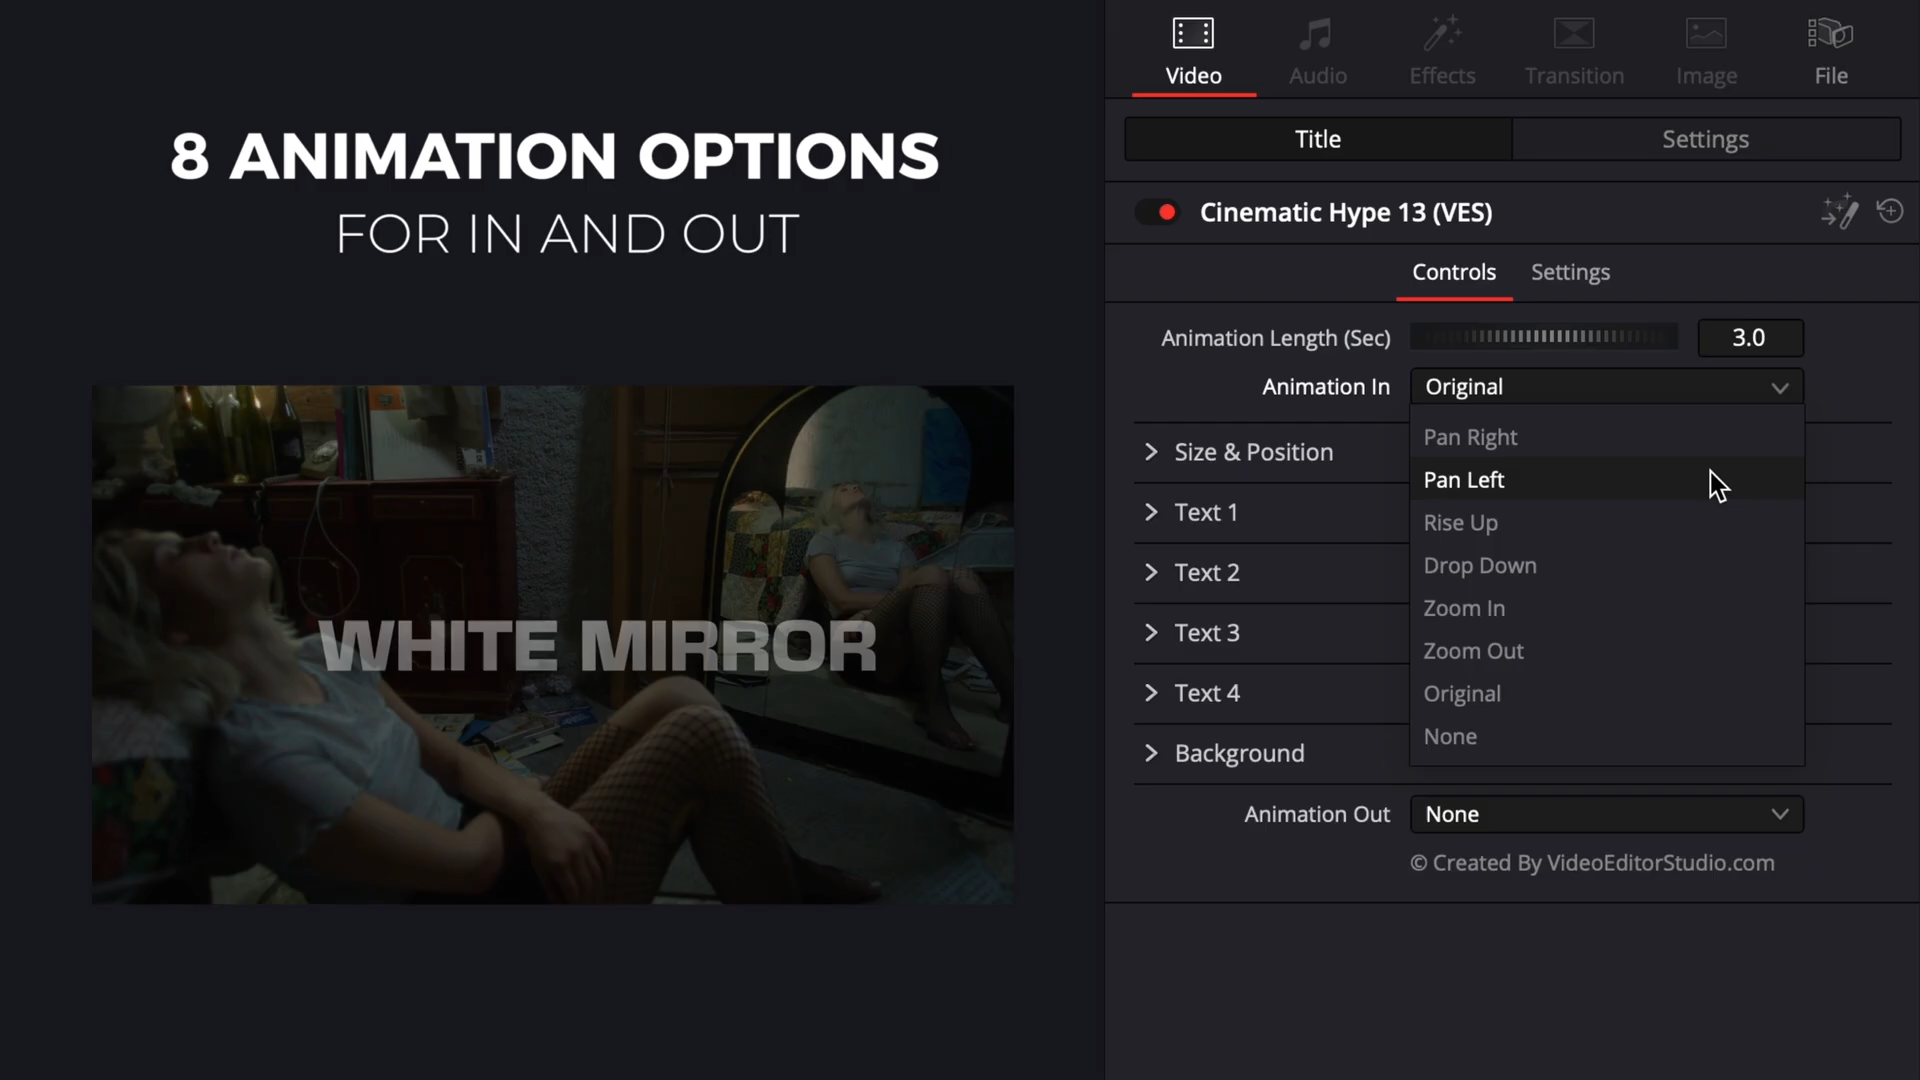 8 ANIMATION OPTIONS
FOR IN AND OUT
WHITE MIRROR
Video
Audio
Effects
Transition
Image
File
Title
Settings
Cinematic Hype 13 (VES)
Controls
Settings
Animation Length (Sec)
3.0
Animation In
Original
Pan Right
Pan Left
Rise Up
Drop Down
Zoom In
Zoom Out
Original
None
Size & Position
Text 1
Text 2
Text 3
Text 4
Background
Animation Out
None
© Created By VideoEditorStudio.com